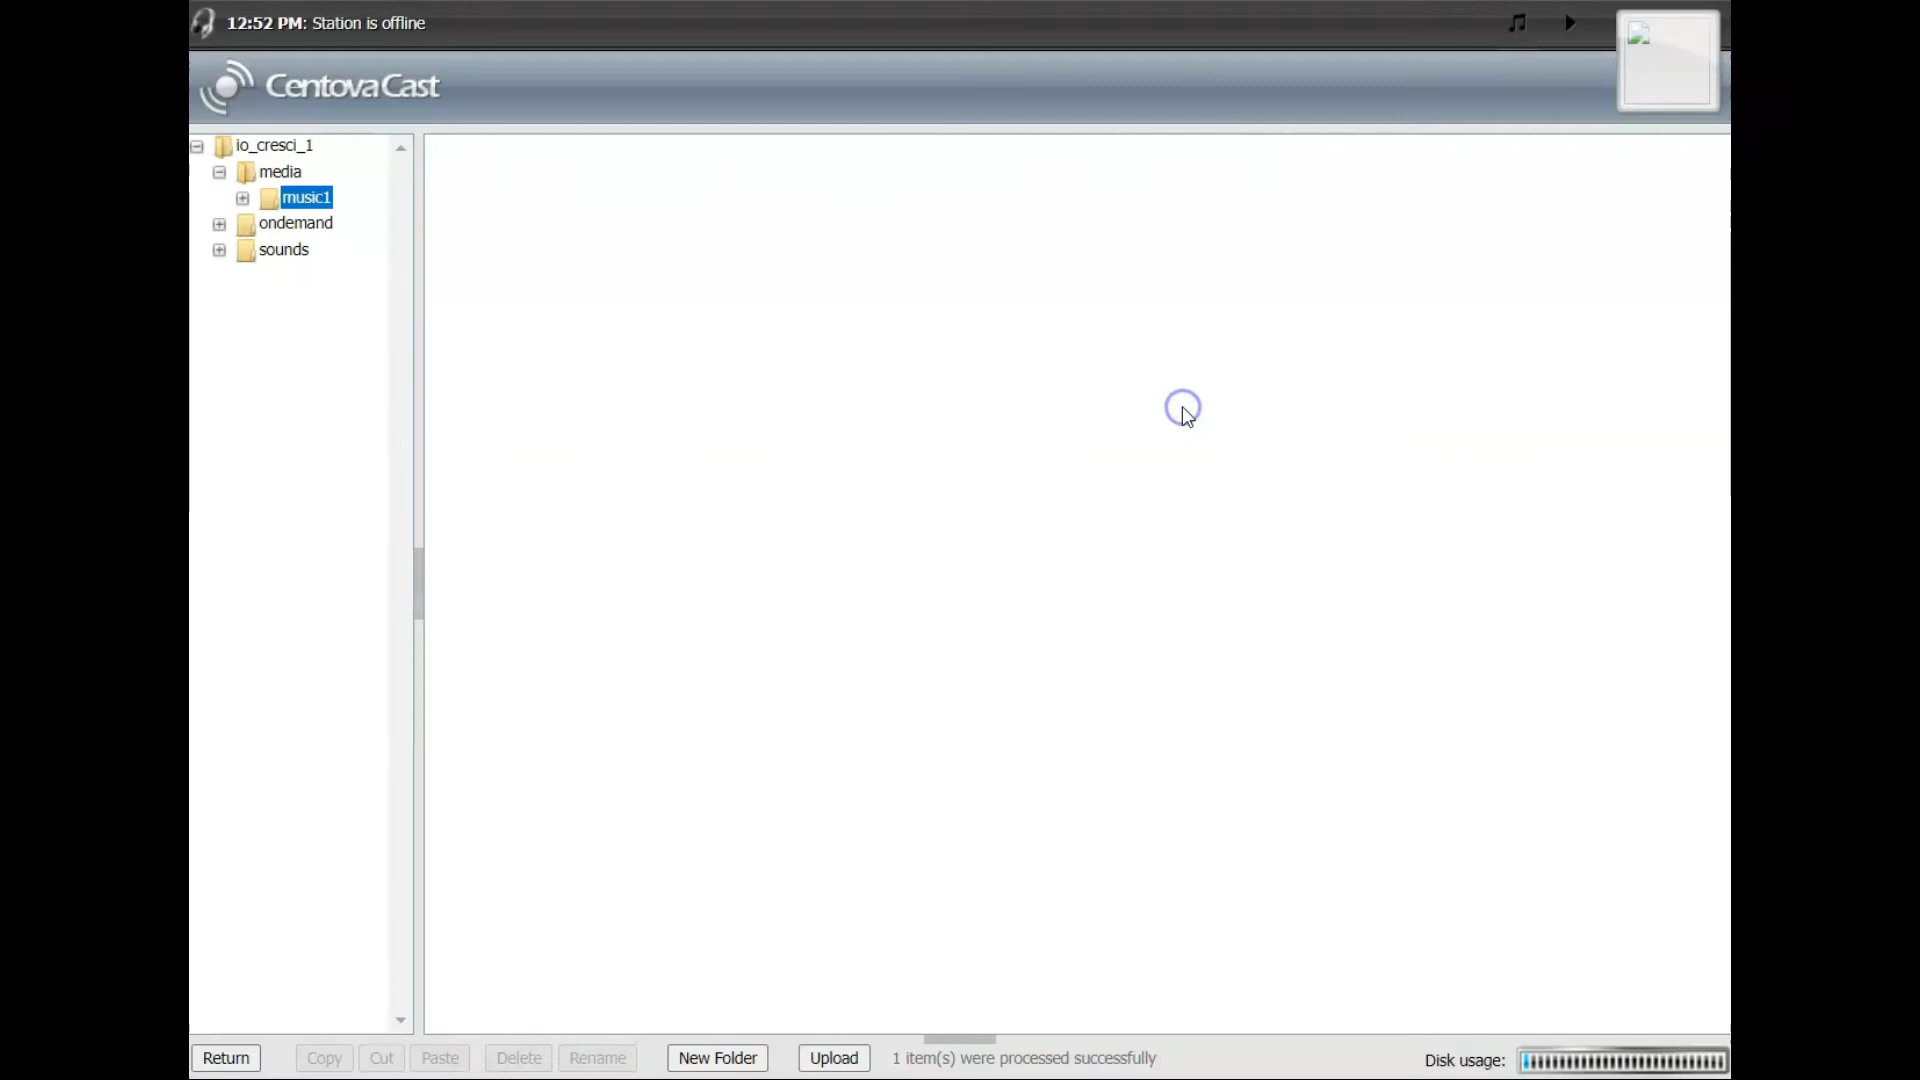 12:52 PM: Station is offline
CentovaCast
io_cresci_1
media
music1
ondemand
sounds
Return
Copy
Cut
Paste
Delete
Rename
New Folder
Upload
1 item(s) were processed successfully
Disk usage: